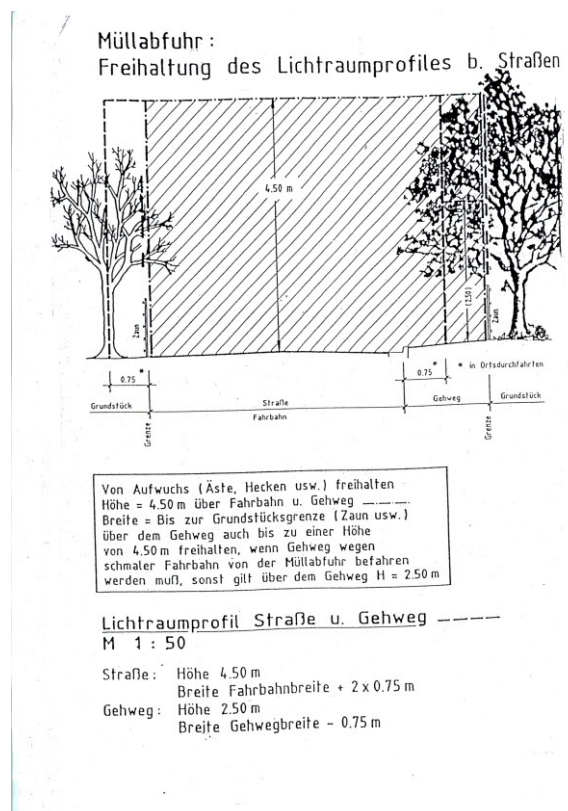 Müllabfuhr:
Freihaltung des Lichtraumprofiles b. Straßen
4.50 m
(2.50)
Zaun
Zaun
*
*
* in Ortsdurchfahrten
0.75
0.75
Grundstück
Straße
Gehweg
Grundstück
Fahrbahn
Grenze
Grenze
Von Aufwuchs (Äste, Hecken usw.) freihalten
Höhe = 4.50 m über Fahrbahn u. Gehweg
Breite = Bis zur Grundstücksgrenze (Zaun usw.)
über dem Gehweg auch bis zu einer Höhe
von 4.50 m freihalten, wenn Gehweg wegen
schmaler Fahrbahn von der Müllabfuhr befahren
werden muß, sonst gilt über dem Gehweg H = 2.50 m
Lichtraumprofil Straße u. Gehweg
M 1 : 50
Straße: Höhe 4.50 m
Breite Fahrbahnbreite + 2 x 0.75 m
Gehweg: Höhe 2.50 m
Breite Gehwegbreite - 0.75 m